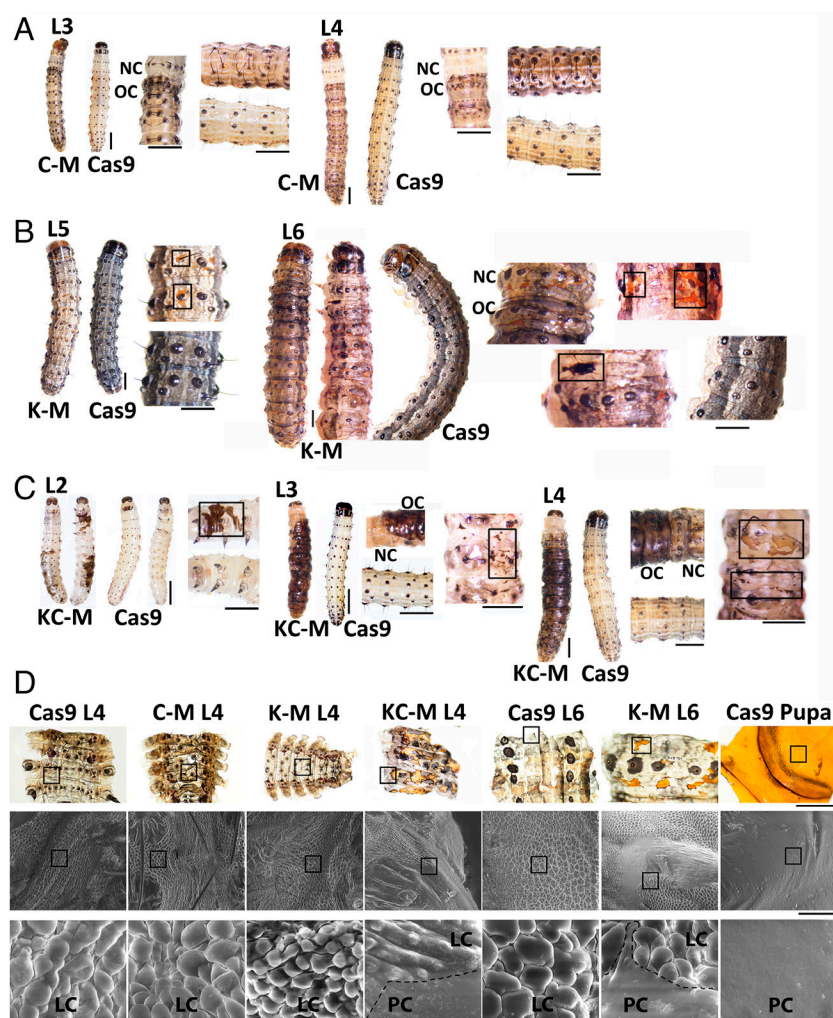 A
L3
NC
OC
C-M Cas9
L4
NC
OC
C-M
Cas9
B
L5
K-M Cas9
L6
K-M
Cas9
NC
OC
C
L2
KC-M Cas9
L3
KC-M Cas9
OC
NC
L4
KC-M Cas9
OC NC
D
Cas9 L4 C-M L4 K-M L4 KC-M L4 Cas9 L6 K-M L6 Cas9 Pupa
LC LC LC LC PC LC LC PC PC